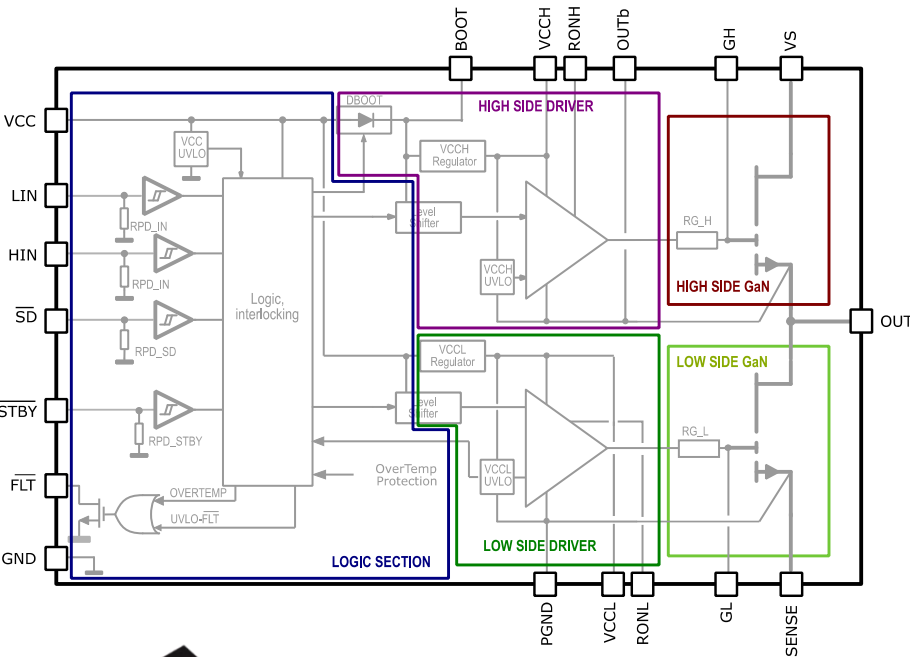 BOOT
VCCH
RONH
OUTb
GH
VS
DBOOT
HIGH SIDE DRIVER
VCC
VCC
UVLO
VCCH
Regulator
LIN
RPD_IN
Level
Shifter
RG_H
HIN
RPD_IN
VCCH
UVLO
HIGH SIDE GaN
Logic,
interlocking
SD
RPD_SD
OUT
VCCL
Regulator
LOW SIDE GaN
STBY
RPD_STBY
Level
Shifter
RG_L
OverTemp
Protection
VCCL
UVLO
FLT
OVERTEMP
UVLO-FLT
LOW SIDE DRIVER
GND
LOGIC SECTION
PGND
VCCL
RONL
GL
SENSE